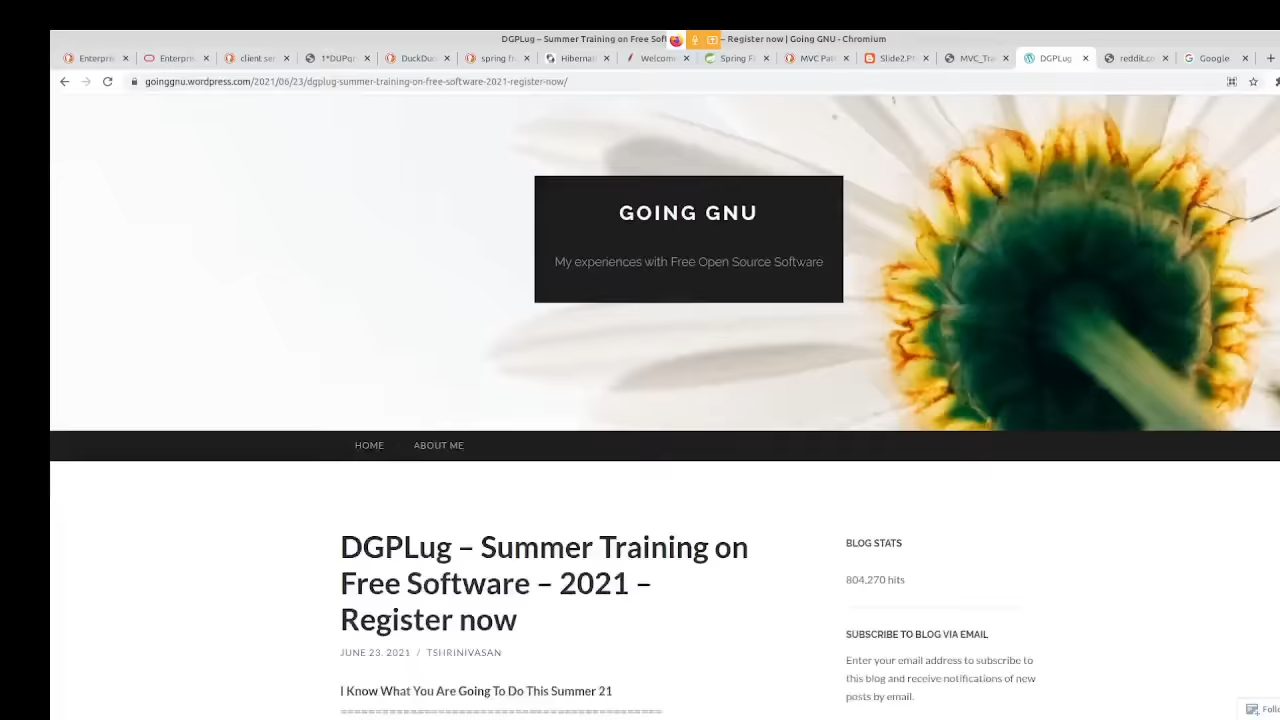 DGPLug – Summer Training on Free Soft – Register now | Going GNU - Chromium
Enterpri Enterpri client ser 1*DUPqr DuckDu spring fr Hibernat Welcome Spring F MVC Pat Slide2.P MVC_Tra DGPLug reddit.co Google
goinggnu.wordpress.com/2021/06/23/dgplug-summer-training-on-free-software-2021-register-now/
GOING GNU
My experiences with Free Open Source Software
HOME ABOUT ME
DGPLug – Summer Training on
Free Software – 2021 –
Register now
JUNE 23, 2021 / TSHRINIVASAN
I Know What You Are Going To Do This Summer 21
BLOG STATS
804,270 hits
SUBSCRIBE TO BLOG VIA EMAIL
Enter your email address to subscribe to
this blog and receive notifications of new
posts by email.
Follo